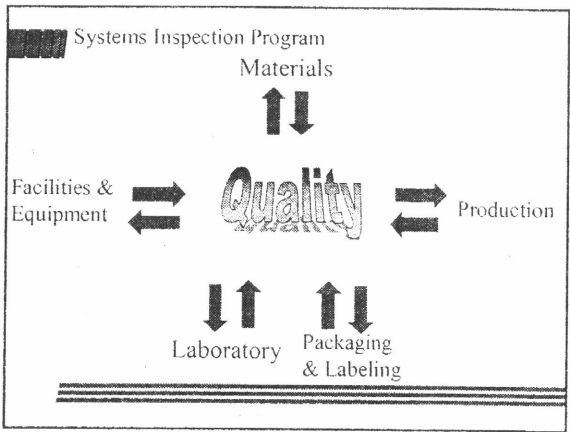 Systems Inspection Program
Materials
Facilities &
Equipment
Quality
Production
Laboratory
Packaging
& Labeling